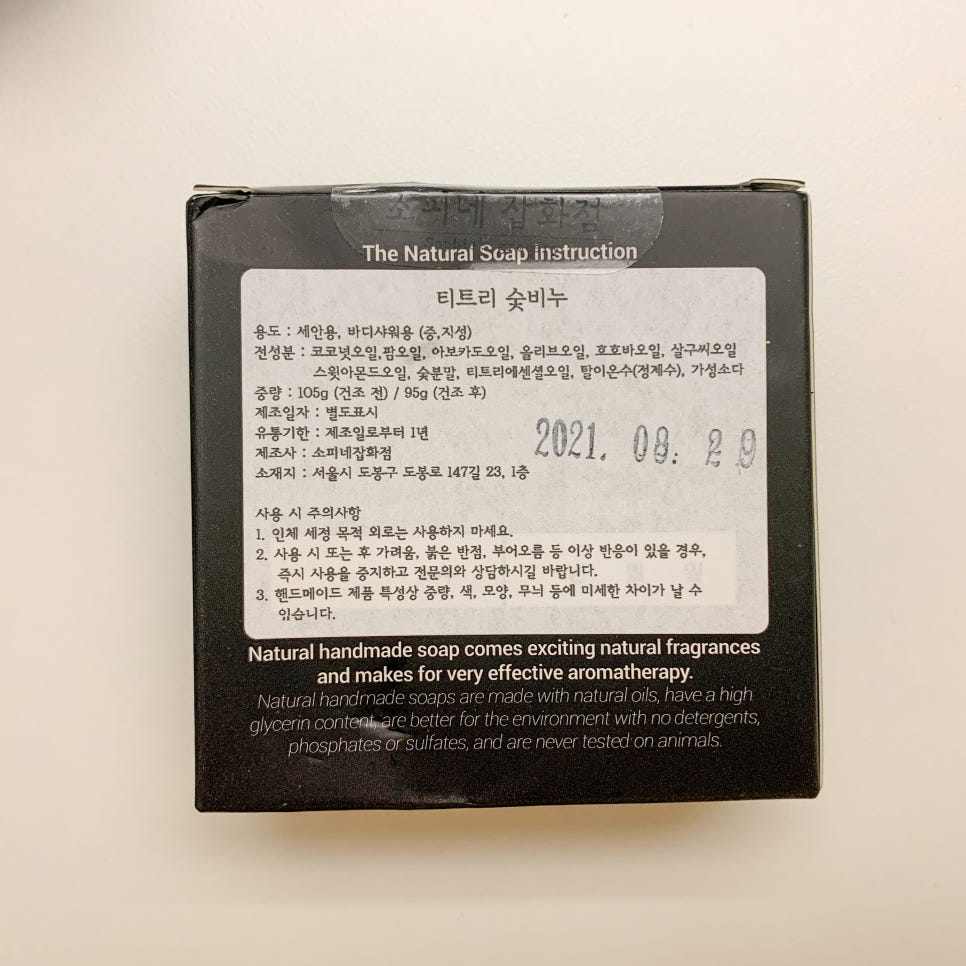 소피네 잡화점
The Natural Soap Instruction
티트리 숯비누
용도 : 세안용, 바디샤워용 (중,지성)
전성분 : 코코넛오일,팜오일, 아보카도오일, 올리브오일, 호호바오일, 살구씨오일
스윗아몬드오일, 숯분말, 티트리에센셜오일, 탈이온수(정제수), 가성소다
중량 : 105g (건조 전) / 95g (건조 후)
제조일자 : 별도표시
유통기한 : 제조일로부터 1년
2021. 08. 29
제조사 : 소피네잡화점
소재지 : 서울시 도봉구 도봉로 147길 23, 1층
사용 시 주의사항
1. 인체 세정 목적 외로는 사용하지 마세요.
2. 사용 시 또는 후 가려움, 붉은 반점, 부어오름 등 이상 반응이 있을 경우,
즉시 사용을 중지하고 전문의와 상담하시길 바랍니다.
3. 핸드메이드 제품 특성상 중량, 색, 모양, 무늬 등에 미세한 차이가 날 수
있습니다.
Natural handmade soap comes exciting natural fragrances
and makes for very effective aromatherapy.
Natural handmade soaps are made with natural oils, have a high
glycerin content, are better for the environment with no detergents,
phosphates or sulfates, and are never tested on animals.